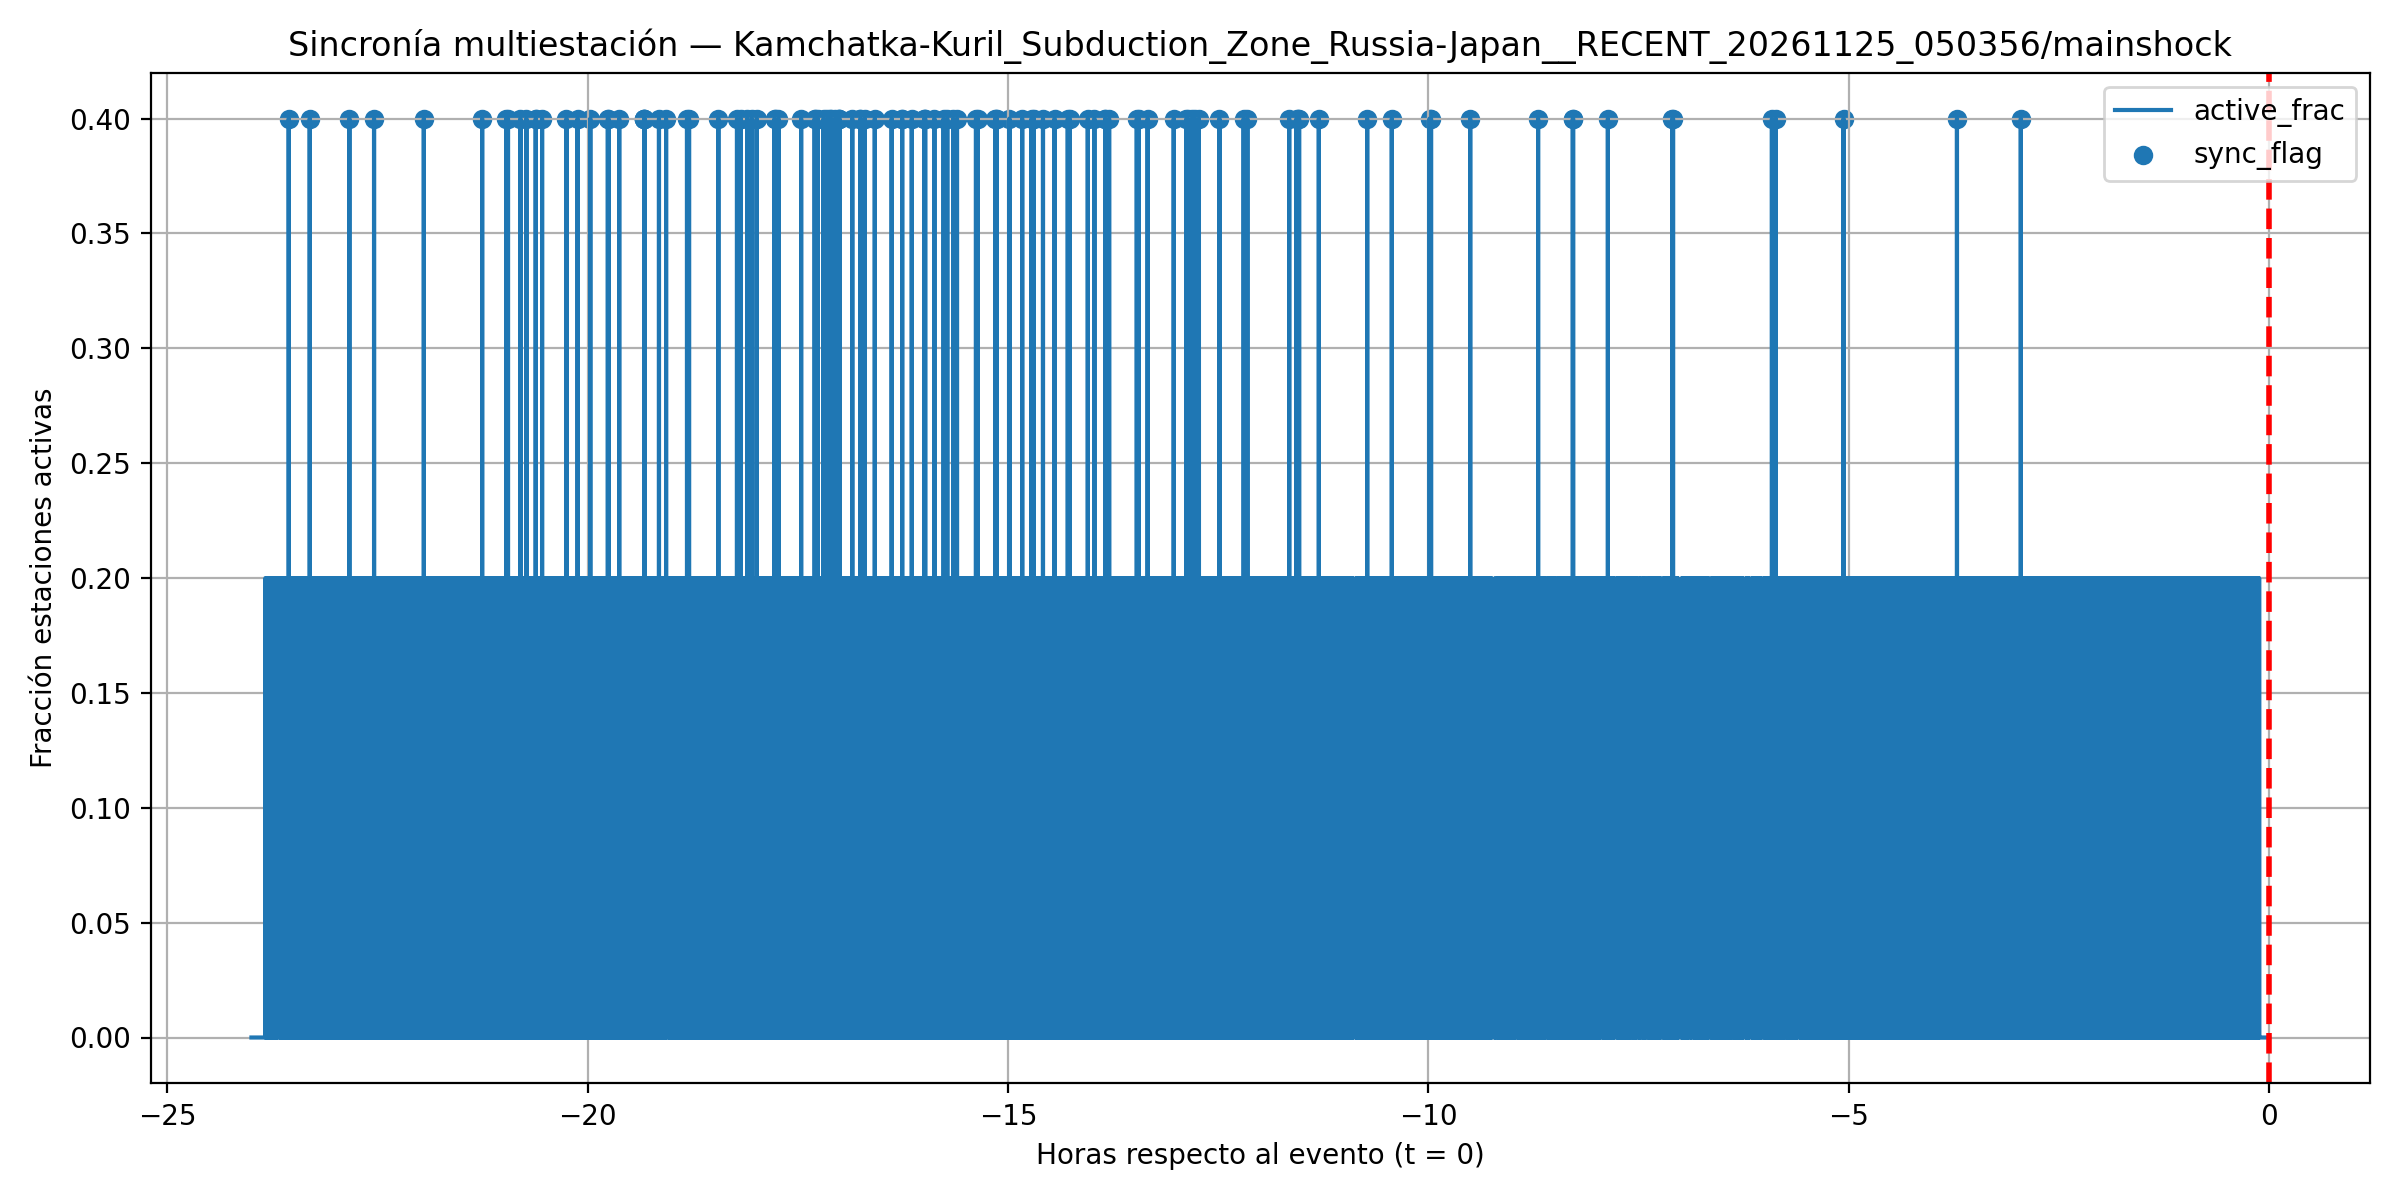 Sincronía multiestación — Kamchatka-Kuril_Subduction_Zone_Russia-Japan__RECENT_20261125_050356/mainshock
active_frac
sync_flag
Fracción estaciones activas
0.40
0.35
0.30
0.25
0.20
0.15
0.10
0.05
0.00
−25 −20 −15 −10 −5 0
Horas respecto al evento (t = 0)